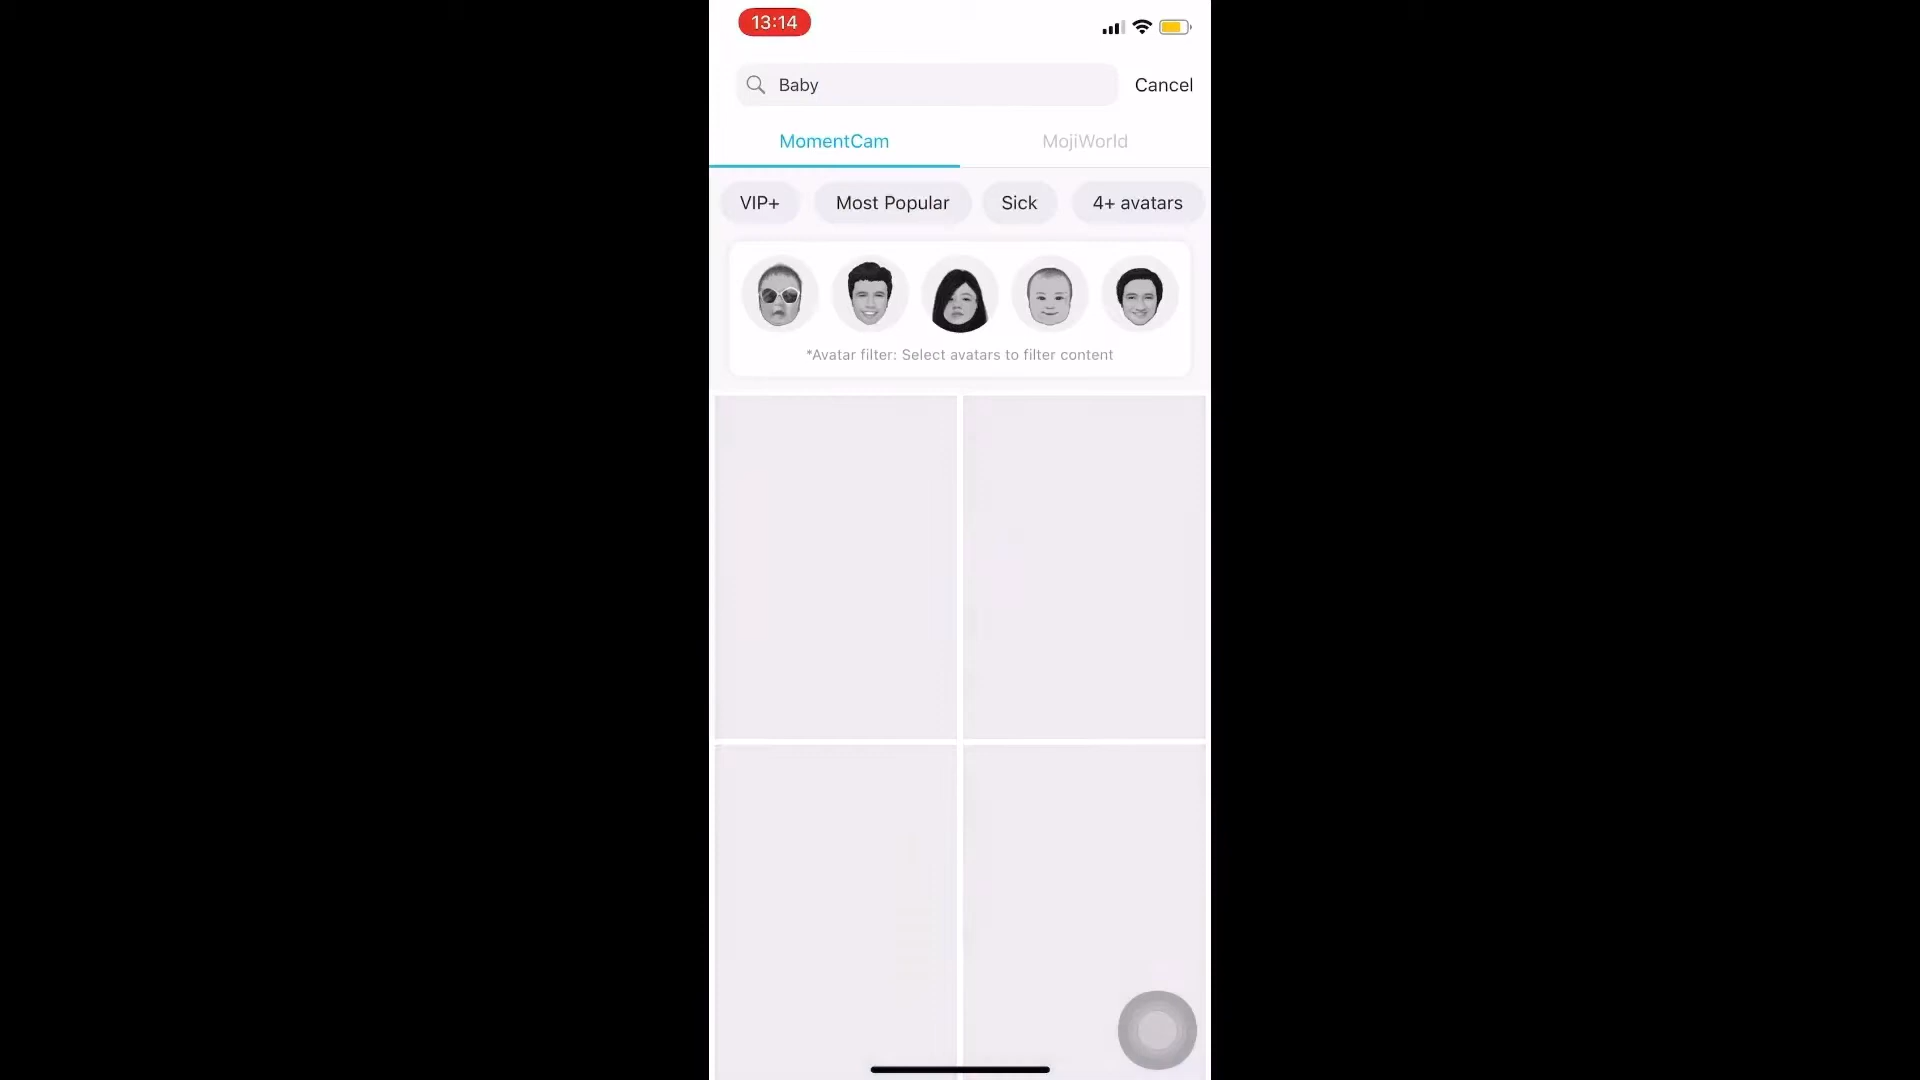 13:14
Baby
Cancel
MomentCam
MojiWorld
VIP+
Most Popular
Sick
4+ avatars
*Avatar filter: Select avatars to filter content